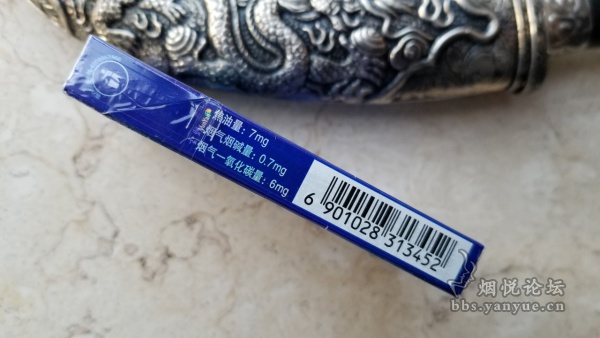 焦油量：7mg
烟气烟碱量：0.7mg
烟气一氧化碳量：6mg
6 901028 313452
烟悦论坛
bbs.yanyue.cn